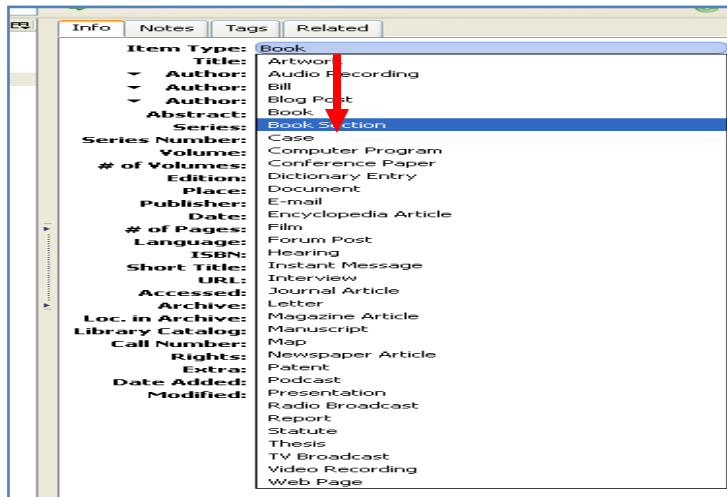 Info Notes Tags Related
Item Type: Book
Title: Artwork
Author: Audio Recording
Author: Bill
Author: Blog Post
Abstract: Book
Series: Book Section
Series Number: Case
Volume: Computer Program
# of Volumes: Conference Paper
Edition: Dictionary Entry
Place: Document
Publisher: E-mail
Date: Encyclopedia Article
# of Pages: Film
Language: Forum Post
ISBN: Hearing
Short Title: Instant Message
URL: Interview
Accessed: Journal Article
Archive: Letter
Loc. in Archive: Magazine Article
Library Catalog: Manuscript
Call Number: Map
Rights: Newspaper Article
Extra: Patent
Date Added: Podcast
Modified: Presentation
Radio Broadcast
Report
Statute
Thesis
TV Broadcast
Video Recording
Web Page